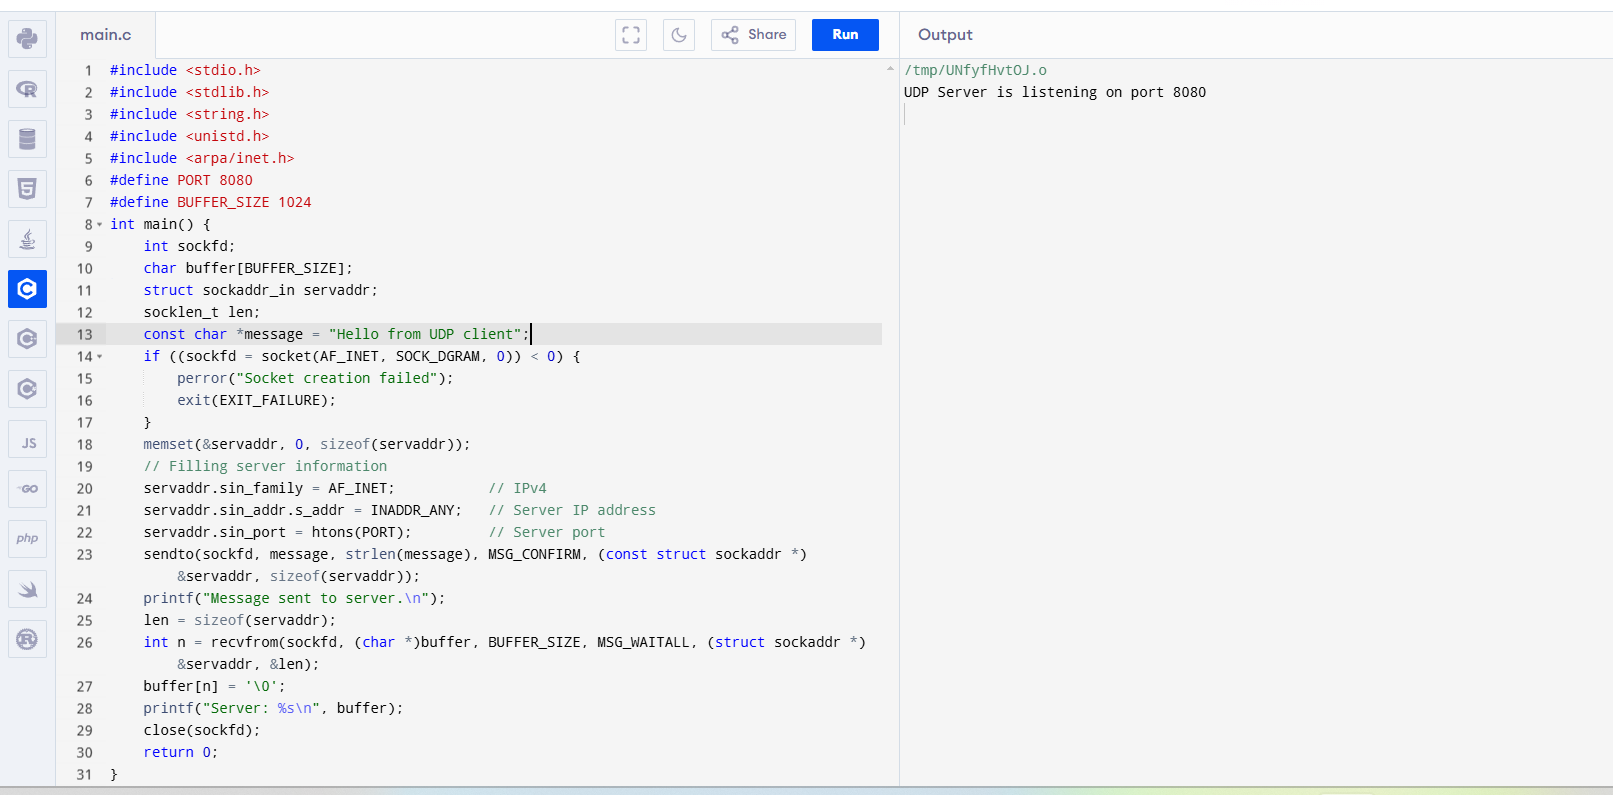 main.c
Share
Run
Output
1 #include <stdio.h>
2 #include <stdlib.h>
3 #include <string.h>
4 #include <unistd.h>
5 #include <arpa/inet.h>
6 #define PORT 8080
7 #define BUFFER_SIZE 1024
8 int main() {
9     int sockfd;
10     char buffer[BUFFER_SIZE];
11     struct sockaddr_in servaddr;
12     socklen_t len;
13     const char *message = "Hello from UDP client";
14     if ((sockfd = socket(AF_INET, SOCK_DGRAM, 0)) < 0) {
15         perror("Socket creation failed");
16         exit(EXIT_FAILURE);
17     }
18     memset(&servaddr, 0, sizeof(servaddr));
19     // Filling server information
20     servaddr.sin_family = AF_INET;           // IPv4
21     servaddr.sin_addr.s_addr = INADDR_ANY;   // Server IP address
22     servaddr.sin_port = htons(PORT);         // Server port
23     sendto(sockfd, message, strlen(message), MSG_CONFIRM, (const struct sockaddr *)
        &servaddr, sizeof(servaddr));
24     printf("Message sent to server.\n");
25     len = sizeof(servaddr);
26     int n = recvfrom(sockfd, (char *)buffer, BUFFER_SIZE, MSG_WAITALL, (struct sockaddr *)
        &servaddr, &len);
27     buffer[n] = '\0';
28     printf("Server: %s\n", buffer);
29     close(sockfd);
30     return 0;
31 }
/tmp/UNfyfHvtOJ.o
UDP Server is listening on port 8080
JS
GO
php